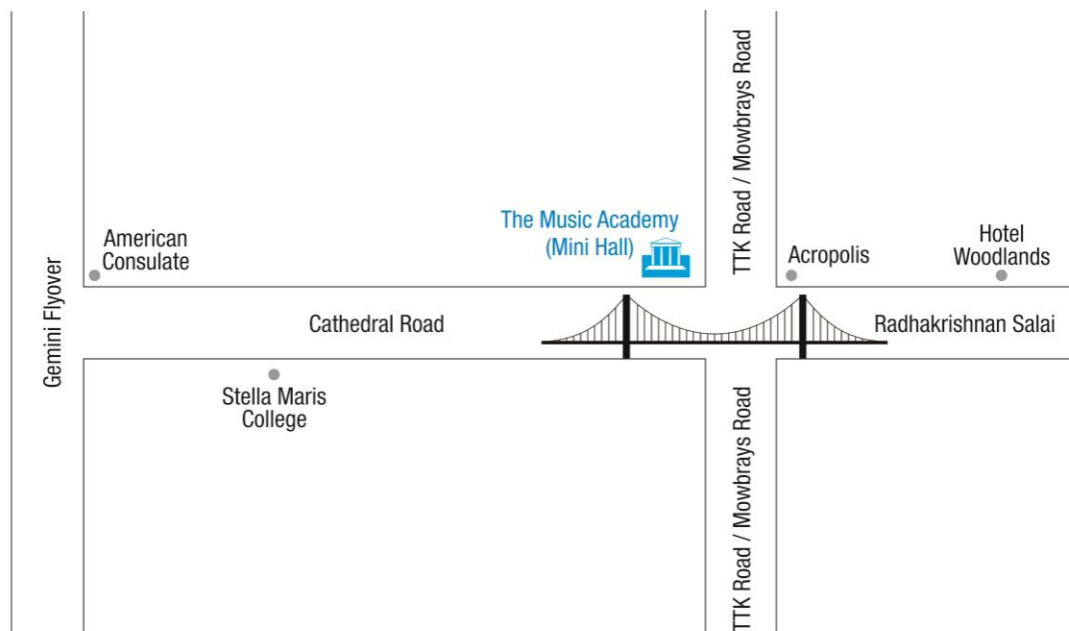 TTK Road / Mowbrays Road
The Music Academy
(Mini Hall)
American
Consulate
Acropolis
Hotel
Woodlands
Gemini Flyover
Cathedral Road
Radhakrishnan Salai
Stella Maris
College
TTK Road / Mowbrays Road